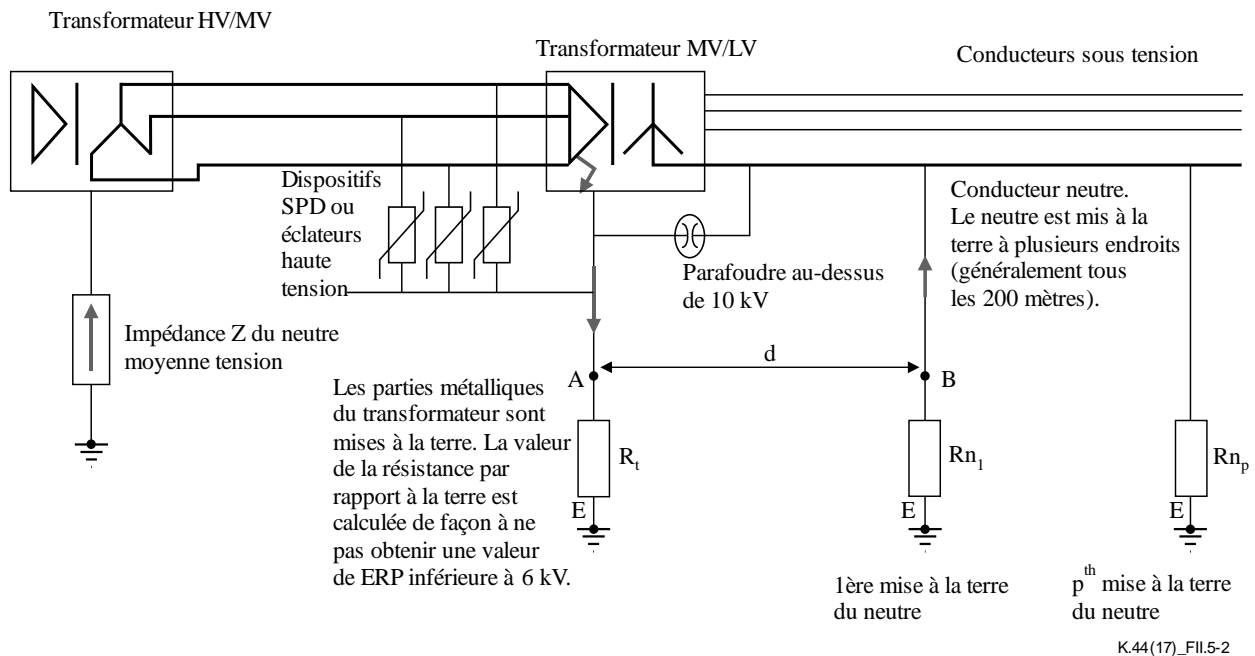 Transformateur HV/MV
Transformateur MV/LV
Conducteurs sous tension
Dispositifs
SPD ou
éclateurs
haute
tension
Conducteur neutre.
Le neutre est mis à la
terre à plusieurs endroits
(généralement tous
les 200 mètres).
Parafoudre au-dessus
de 10 kV
Impédance Z du neutre
moyenne tension
d
A
B
Les parties métalliques
du transformateur sont
mises à la terre. La valeur
de la résistance par
rapport à la terre est
calculée de façon à ne
pas obtenir une valeur
de ERP inférieure à 6 kV.
Rt
Rn1
Rnp
E
E
E
1ère mise à la terre
du neutre
pth mise à la terre
du neutre
K.44(17)_FII.5-2